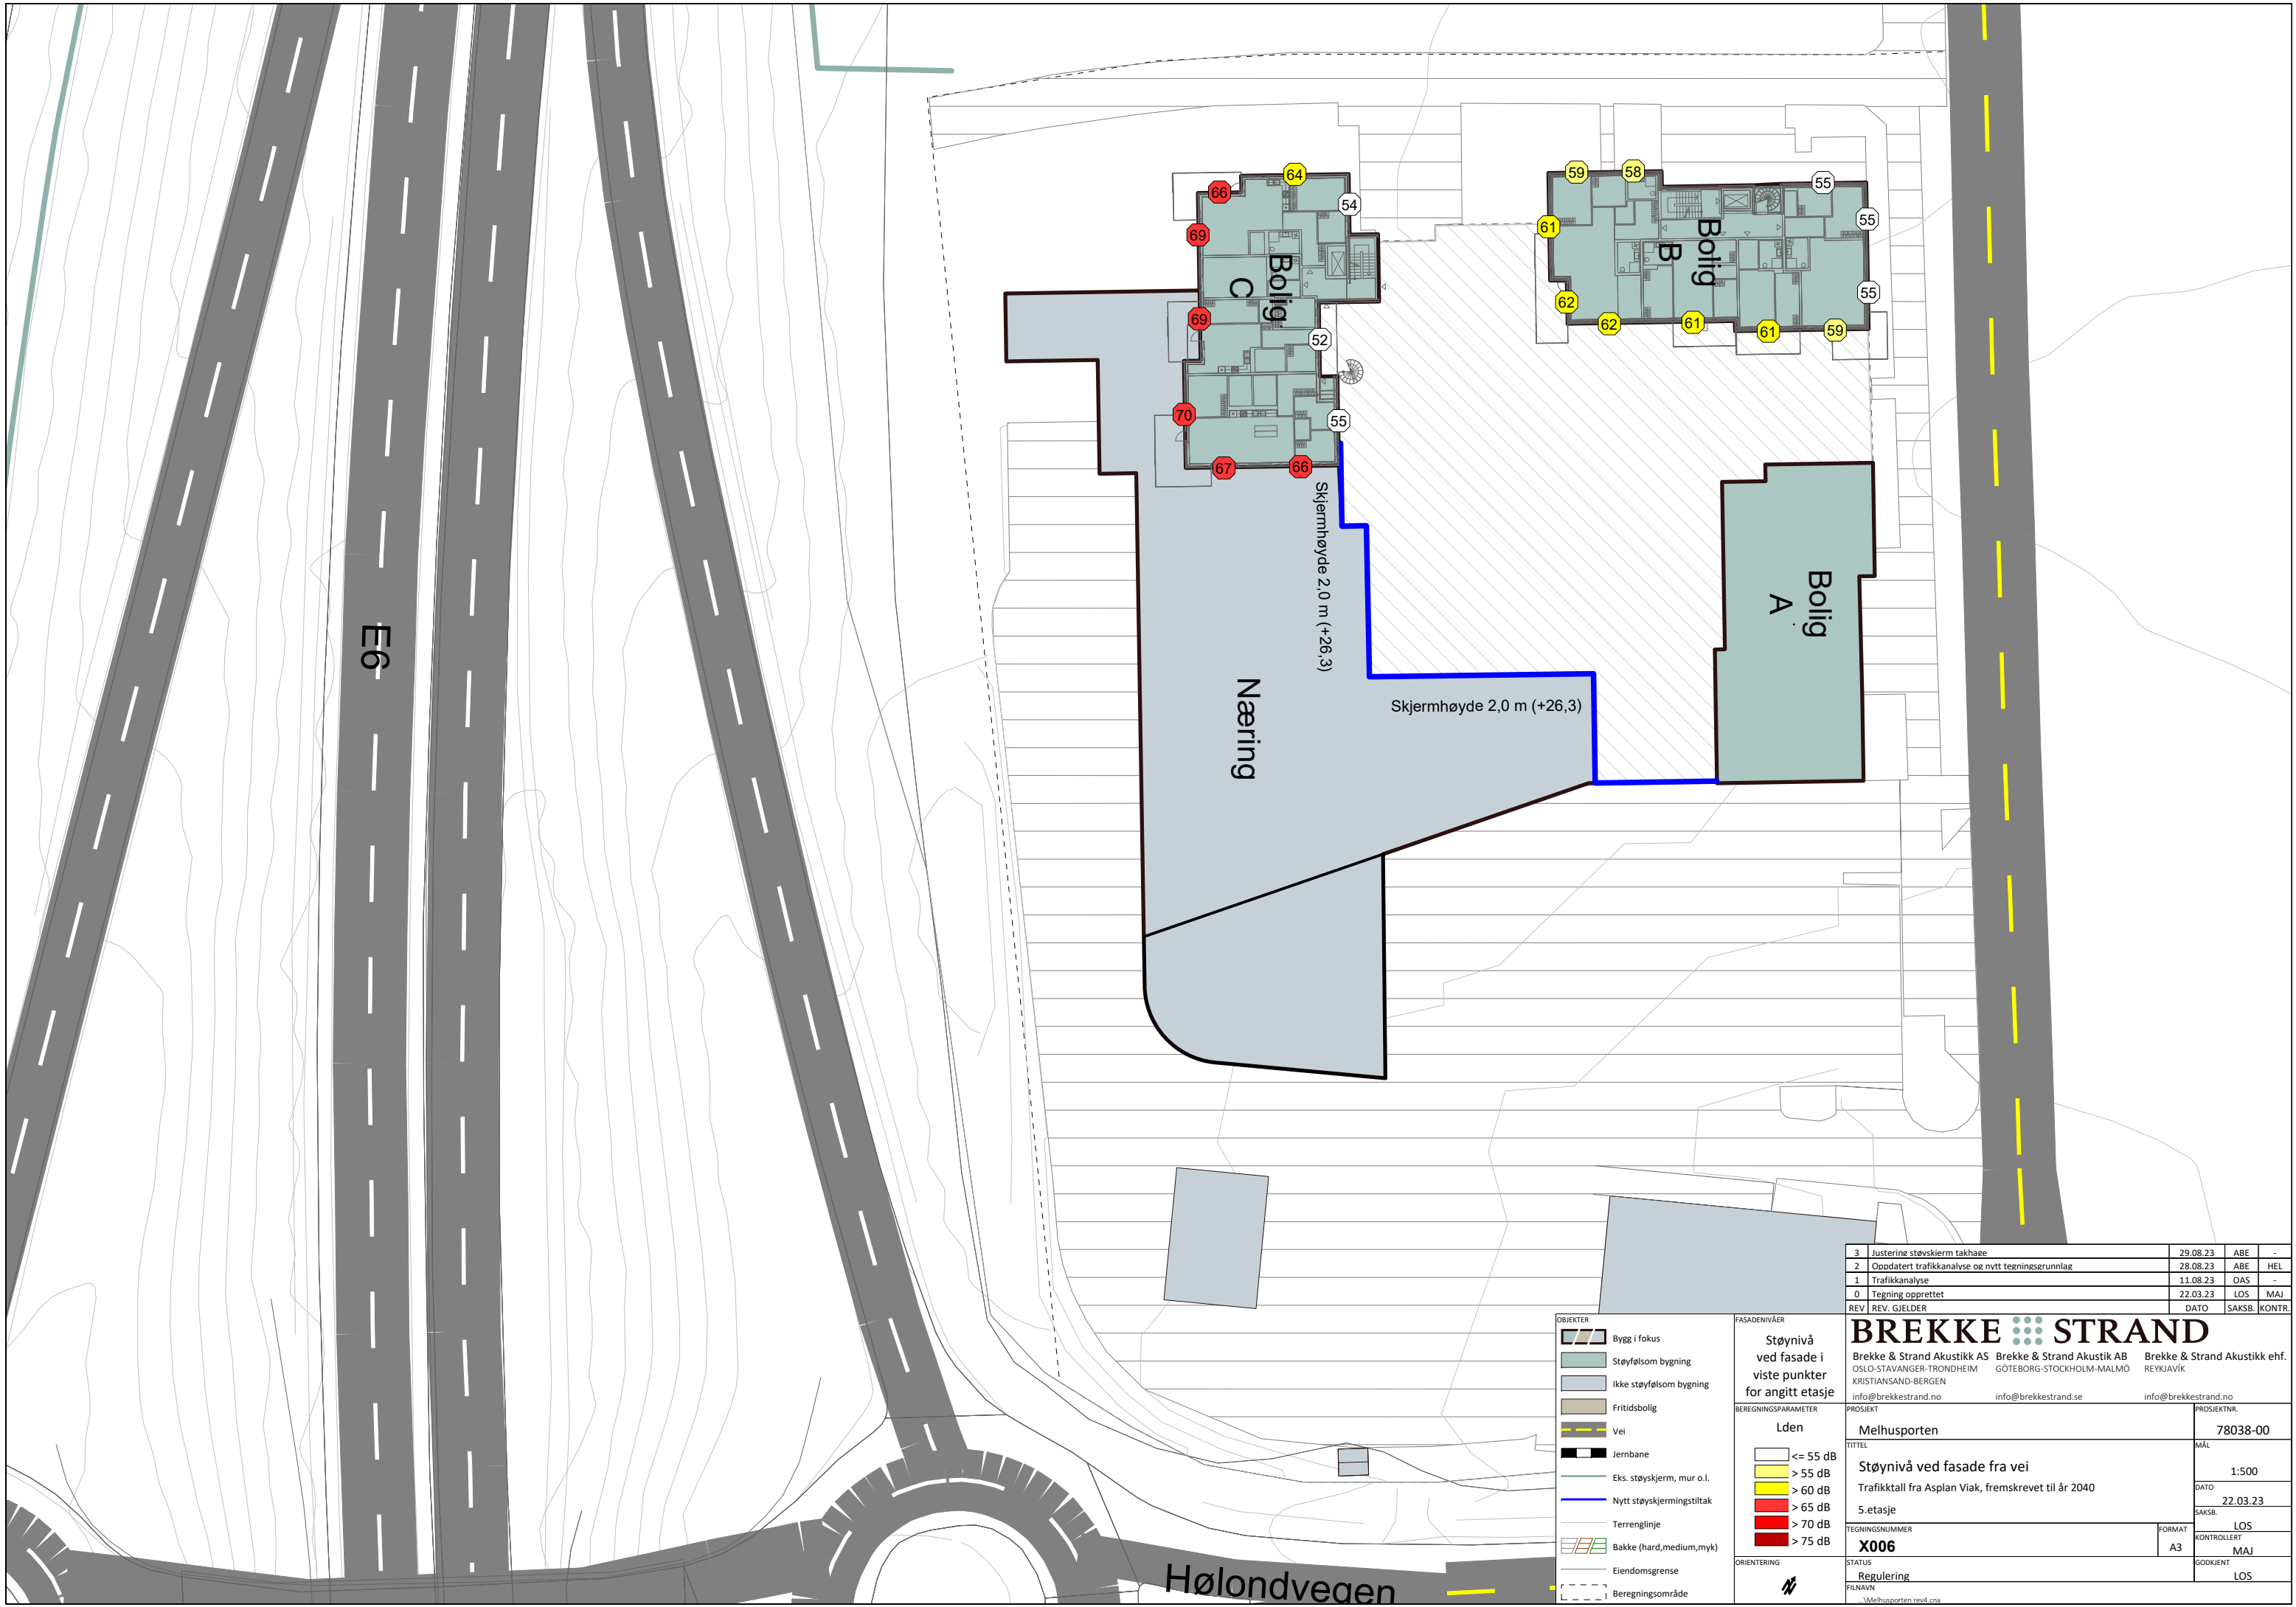 66
64
54
69
Bolig
C
69
52
70
55
67
66
59
58
55
61
55
Bolig
B
55
62
62
61
61
59
Skjermhøyde 2,0 m (+26,3)
Skjermhøyde 2,0 m (+26,3)
Bolig
A
E6
Næring
Hølondvegen
3 Justering støyskjerm takhage 29.08.23 ABE -
2 Oppdatert trafikkanalyse og nytt tegningsgrunnlag 28.08.23 ABE HEL
1 Trafikkanalyse 11.08.23 OAS -
0 Tegning opprettet 22.03.23 LOS MAJ
REV REV. GJELDER DATO SAKSB. KONTR.
OBJEKTER
Bygg i fokus
Støyfølsom bygning
Ikke støyfølsom bygning
Fritidsbolig
Vei
Jernbane
Eks. støyskjerm, mur o.l.
Nytt støyskjermingstiltak
Terrenglinje
Bakke (hard,medium,myk)
Eiendomsgrense
Beregningsområde
FASADENIVÅER
Støynivå
ved fasade i
viste punkter
for angitt etasje
BEREGNINGSPARAMETER
Lden
<= 55 dB
> 55 dB
> 60 dB
> 65 dB
> 70 dB
> 75 dB
ORIENTERING
N
BREKKE STRAND
Brekke & Strand Akustikk AS Brekke & Strand Akustik AB Brekke & Strand Akustikk ehf.
OSLO-STAVANGER-TRONDHEIM GÖTEBORG-STOCKHOLM-MALMÖ REYKJAVÍK
KRISTIANSAND-BERGEN
info@brekkestrand.no info@brekkestrand.se info@brekkestrand.no
PROSJEKT
Melhusporten
PROSJEKTNR.
78038-00
TITTEL
Støynivå ved fasade fra vei
Trafikktall fra Asplan Viak, fremskrevet til år 2040
5.etasje
MÅL
1:500
DATO
22.03.23
SAKSB.
LOS
TEGNINGSNUMMER
X006
FORMAT
A3
KONTROLLERT
MAJ
STATUS
Regulering
GODKJENT
LOS
FILNAVN
...\Melhusporten rev4.cna